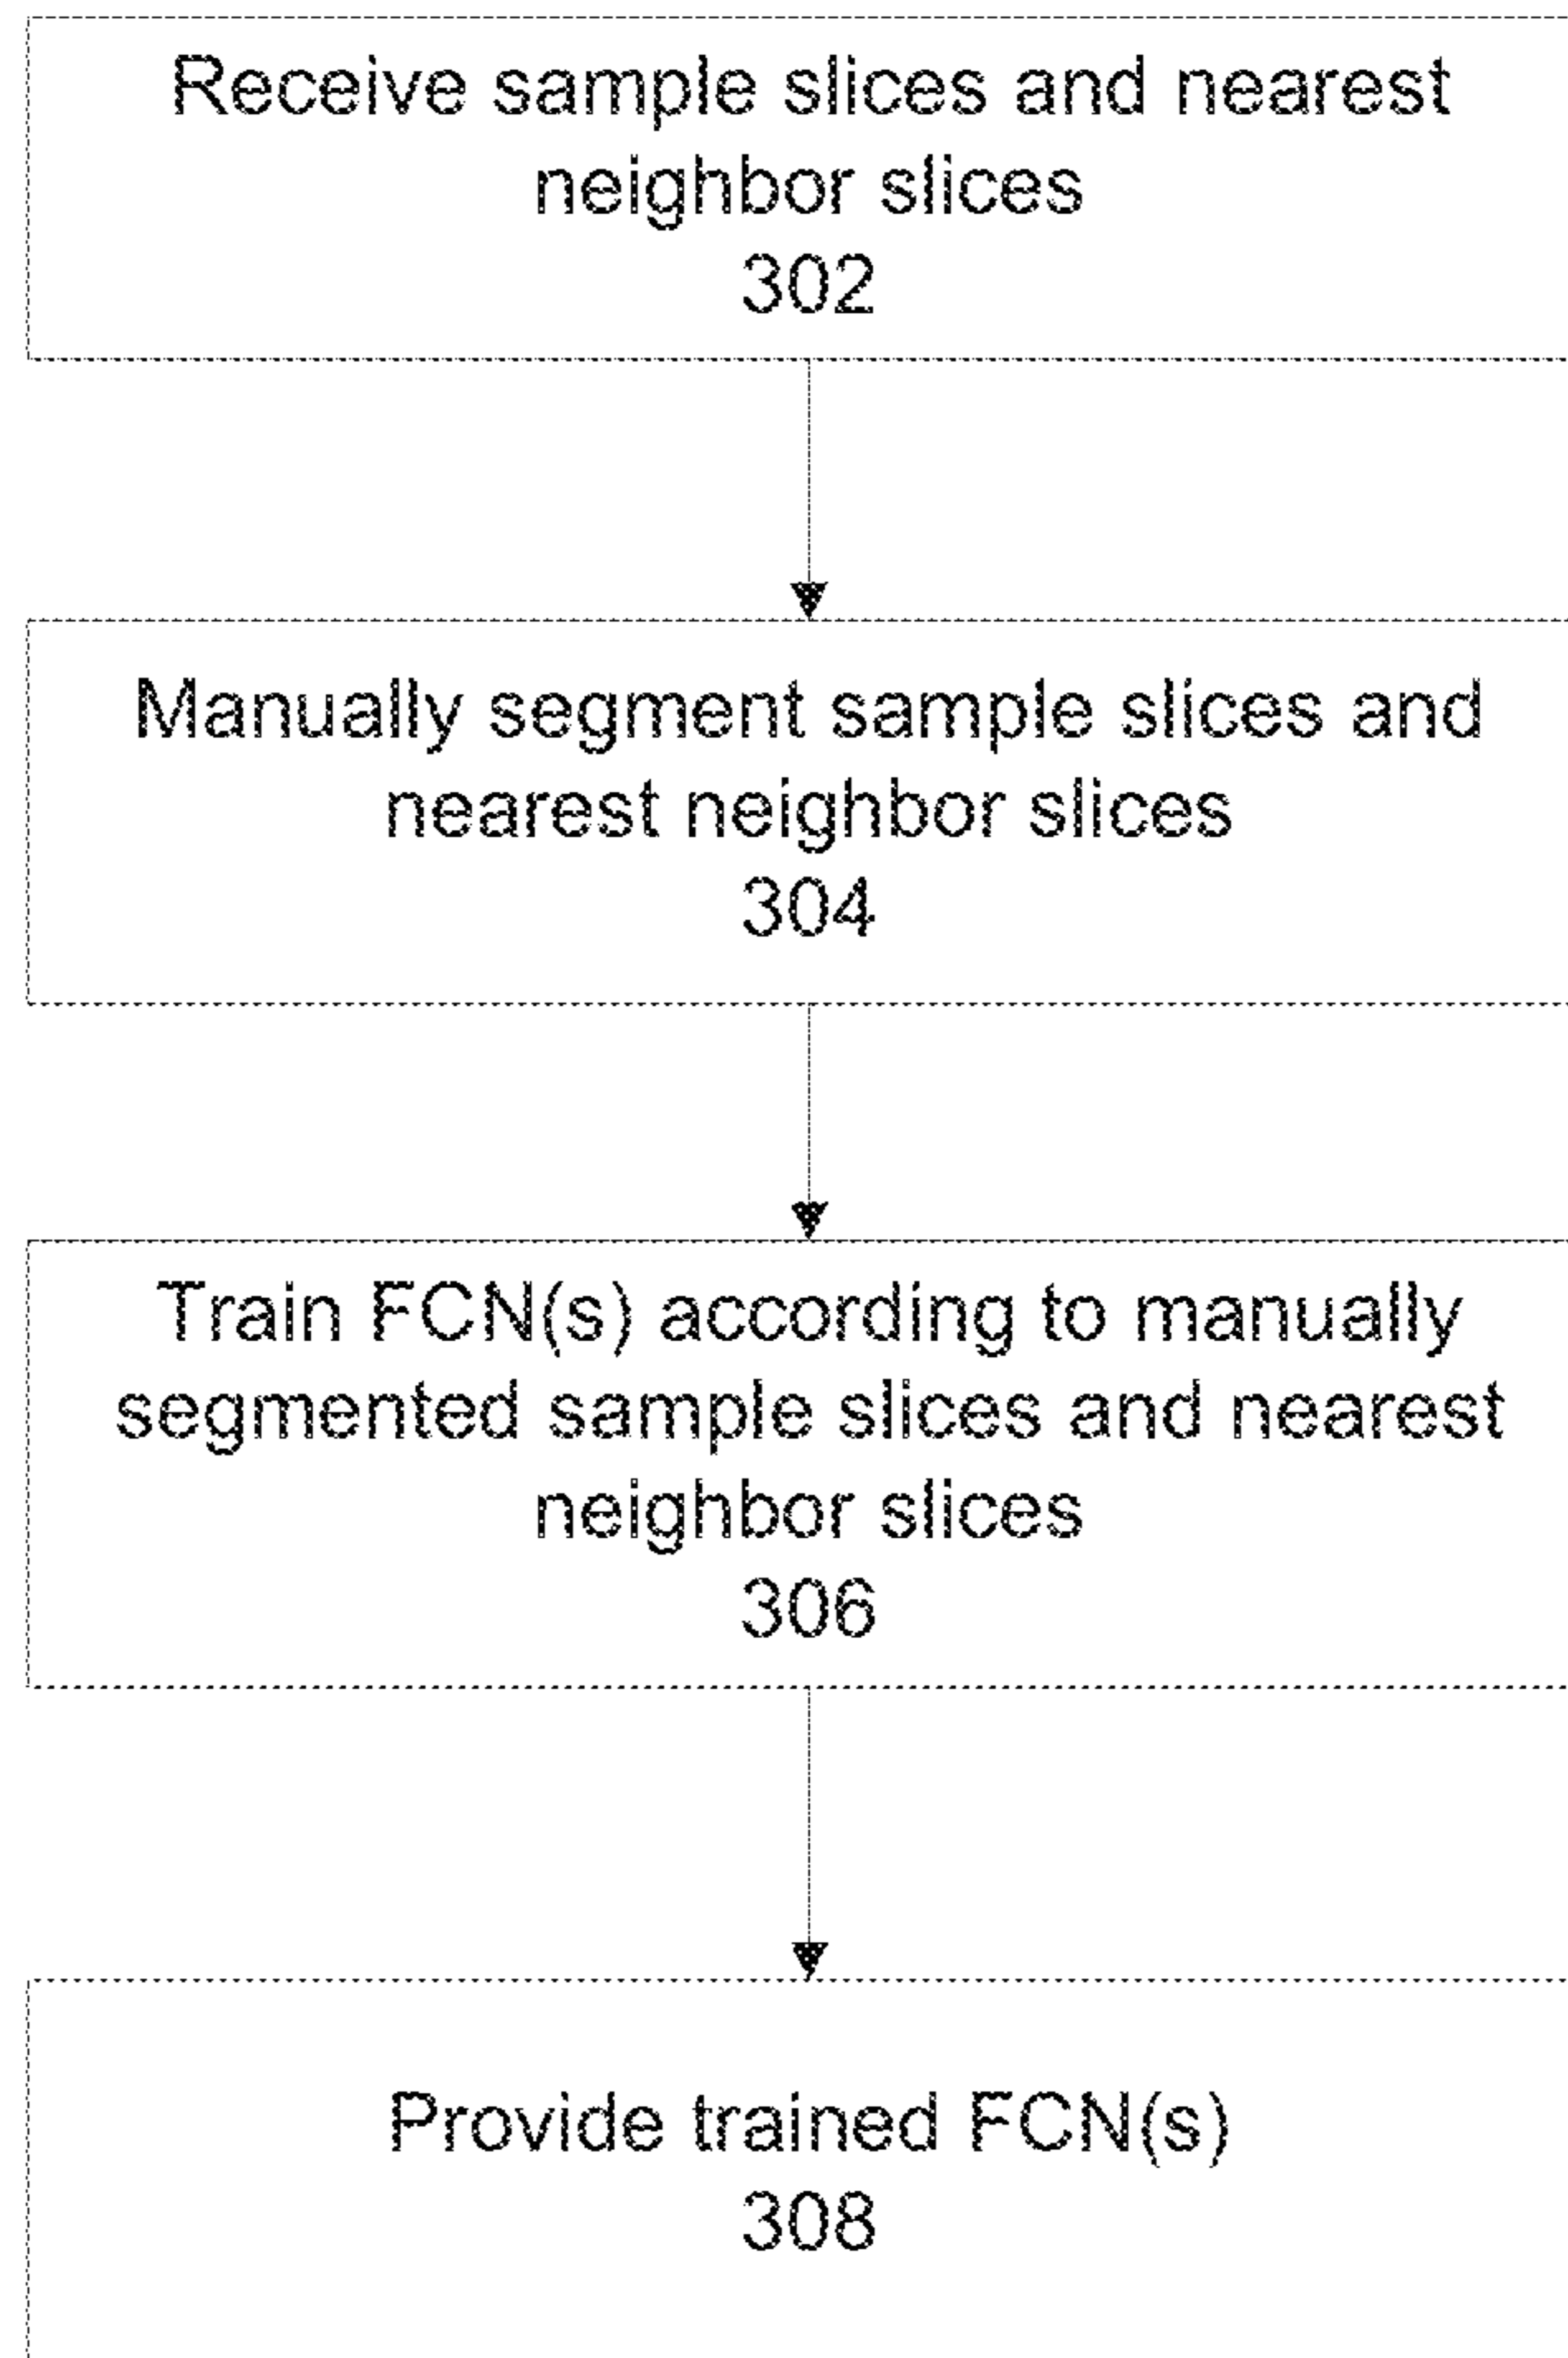 Receive sample slices and nearest
neighbor slices
302
Manually segment sample slices and
nearest neighbor slices
304
Train FCN(s) according to manually
segmented sample slices and nearest
neighbor slices
306
Provide trained FCN(s)
308